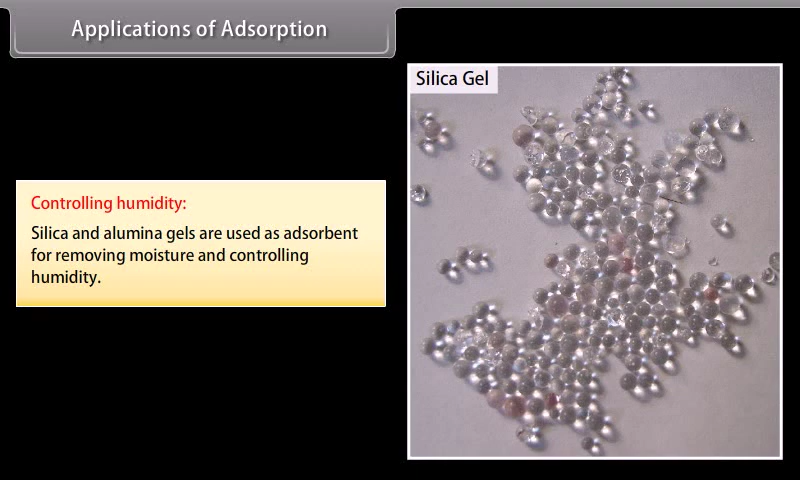 Applications of Adsorption
Silica Gel
Controlling humidity:
Silica and alumina gels are used as adsorbent
for removing moisture and controlling
humidity.